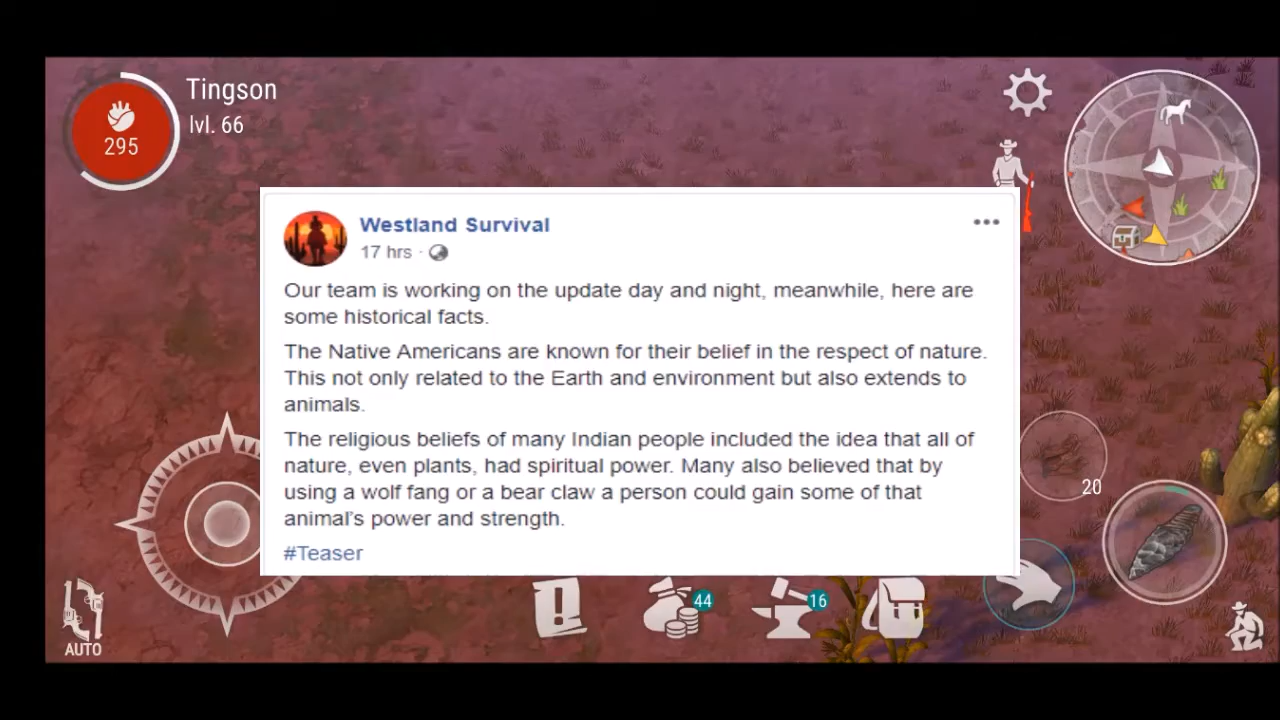 Tingson
lvl. 66
295
Westland Survival
17 hrs ·
Our team is working on the update day and night, meanwhile, here are
some historical facts.
The Native Americans are known for their belief in the respect of nature.
This not only related to the Earth and environment but also extends to
animals.
The religious beliefs of many Indian people included the idea that all of
nature, even plants, had spiritual power. Many also believed that by
using a wolf fang or a bear claw a person could gain some of that
animal's power and strength.
#Teaser
20
44
16
AUTO